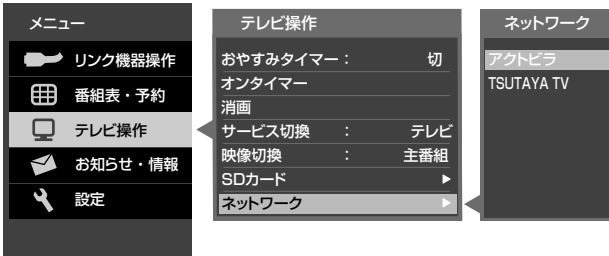 メニュー
リンク機器操作
番組表・予約
テレビ操作
お知らせ・情報
設定
テレビ操作
おやすみタイマー： 切
オンタイマー
消画
サービス切換 ： テレビ
映像切換 ： 主番組
SDカード
ネットワーク
ネットワーク
アクトビラ
TSUTAYA TV